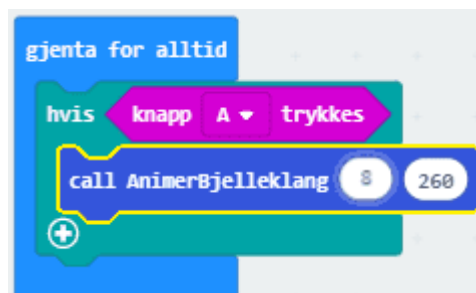 gjenta for alltid
hvis knapp A trykkes
call AnimerBjelleklang 8 260